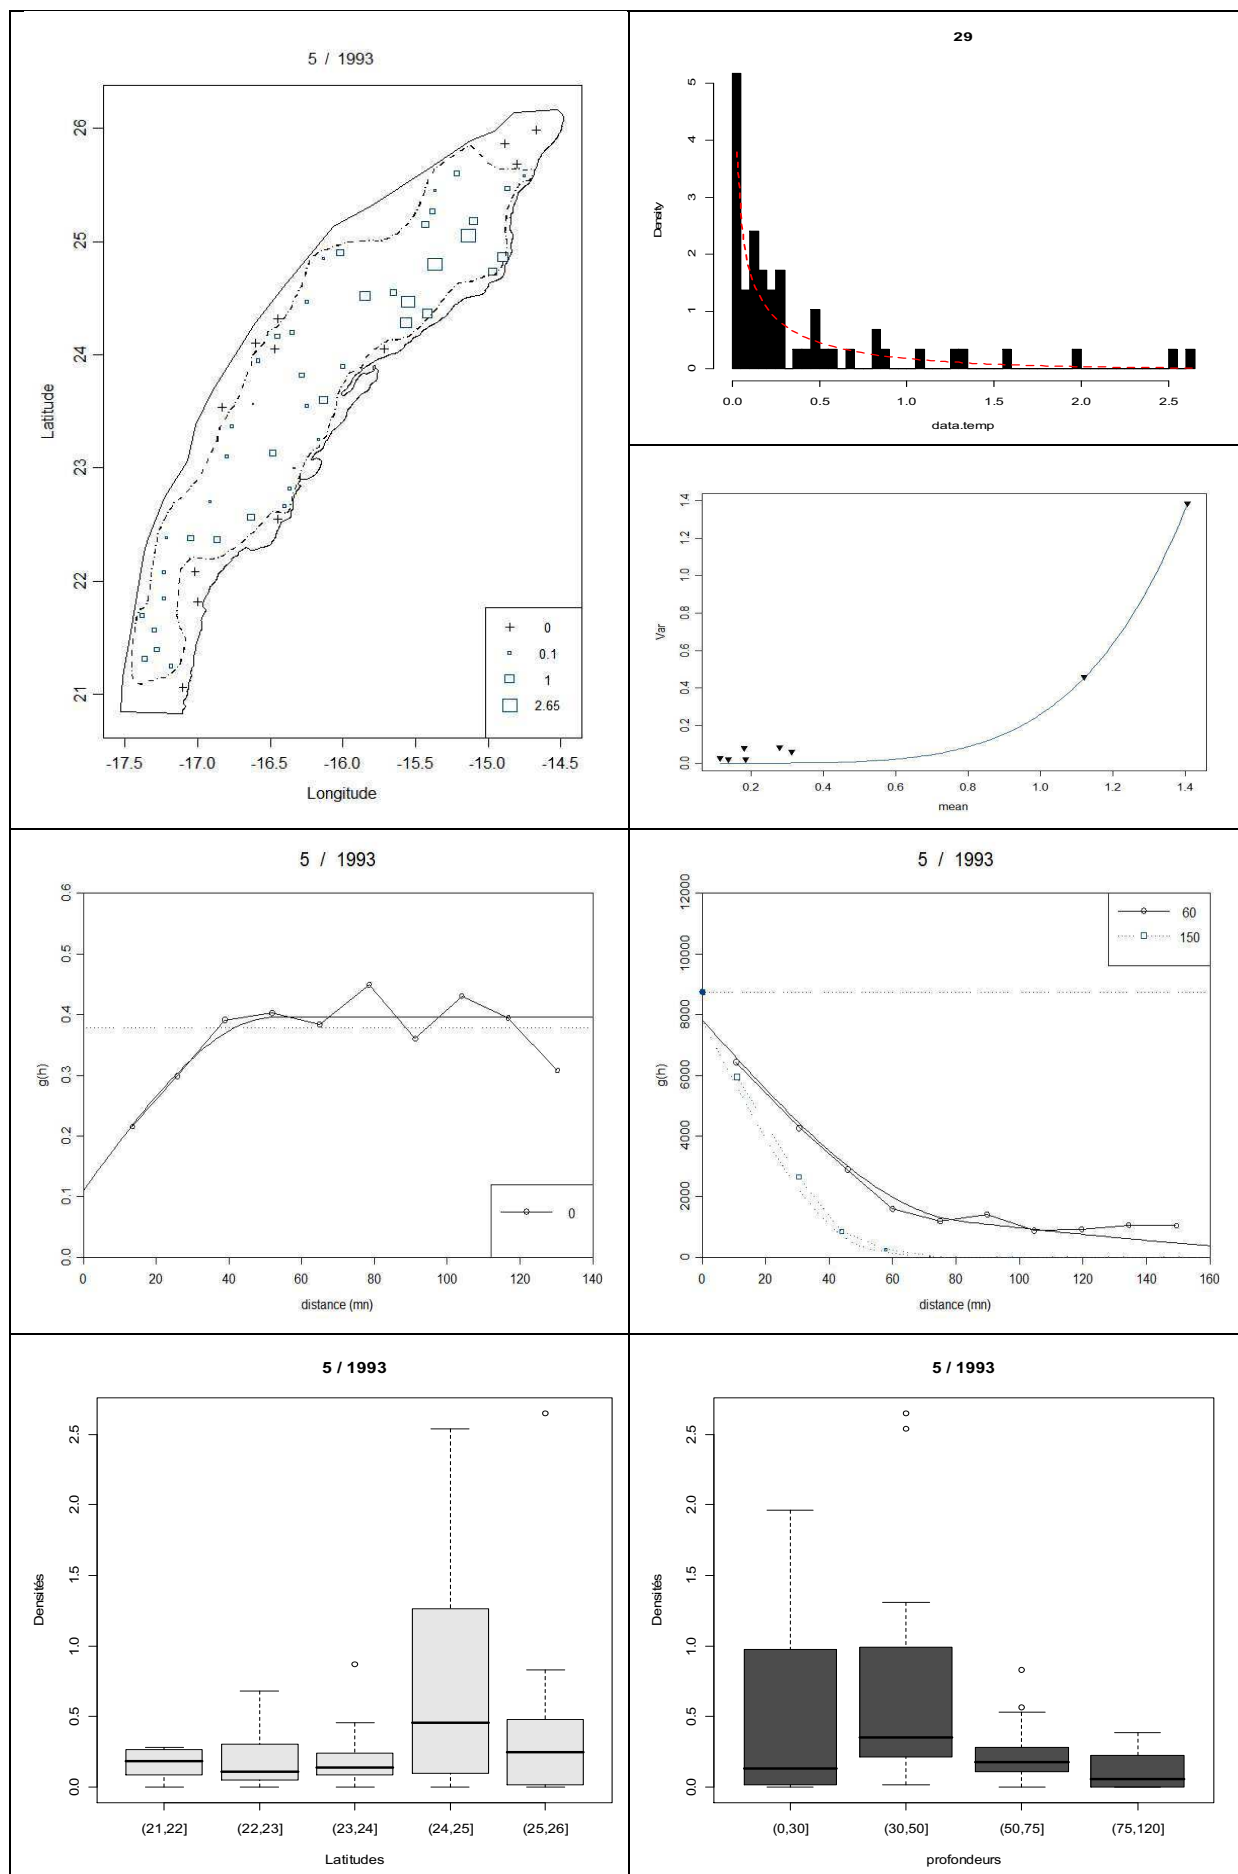 5 / 1993
Latitude
26
25
24
23
22
21
-17.5 -17.0 -16.5 -16.0 -15.5 -15.0 -14.5
Longitude
0
0.1
1
2.65
29
Density
5
4
3
2
1
0
0.0 0.5 1.0 1.5 2.0 2.5
data.temp
Var
1.4
1.2
1.0
0.8
0.6
0.4
0.2
0.0
0.2 0.4 0.6 0.8 1.0 1.2 1.4
mean
5 / 1993
g(h)
0.6
0.5
0.4
0.3
0.2
0.1
0.0
0 20 40 60 80 100 120 140
distance (mn)
0
5 / 1993
g(h)
12000
10000
8000
6000
4000
2000
0
0 20 40 60 80 100 120 140 160
distance (mn)
60
150
5 / 1993
Densités
2.5
2.0
1.5
1.0
0.5
0.0
(21,22] (22,23] (23,24] (24,25] (25,26]
Latitudes
5 / 1993
Densités
2.5
2.0
1.5
1.0
0.5
0.0
(0,30] (30,50] (50,75] (75,120]
profondeurs